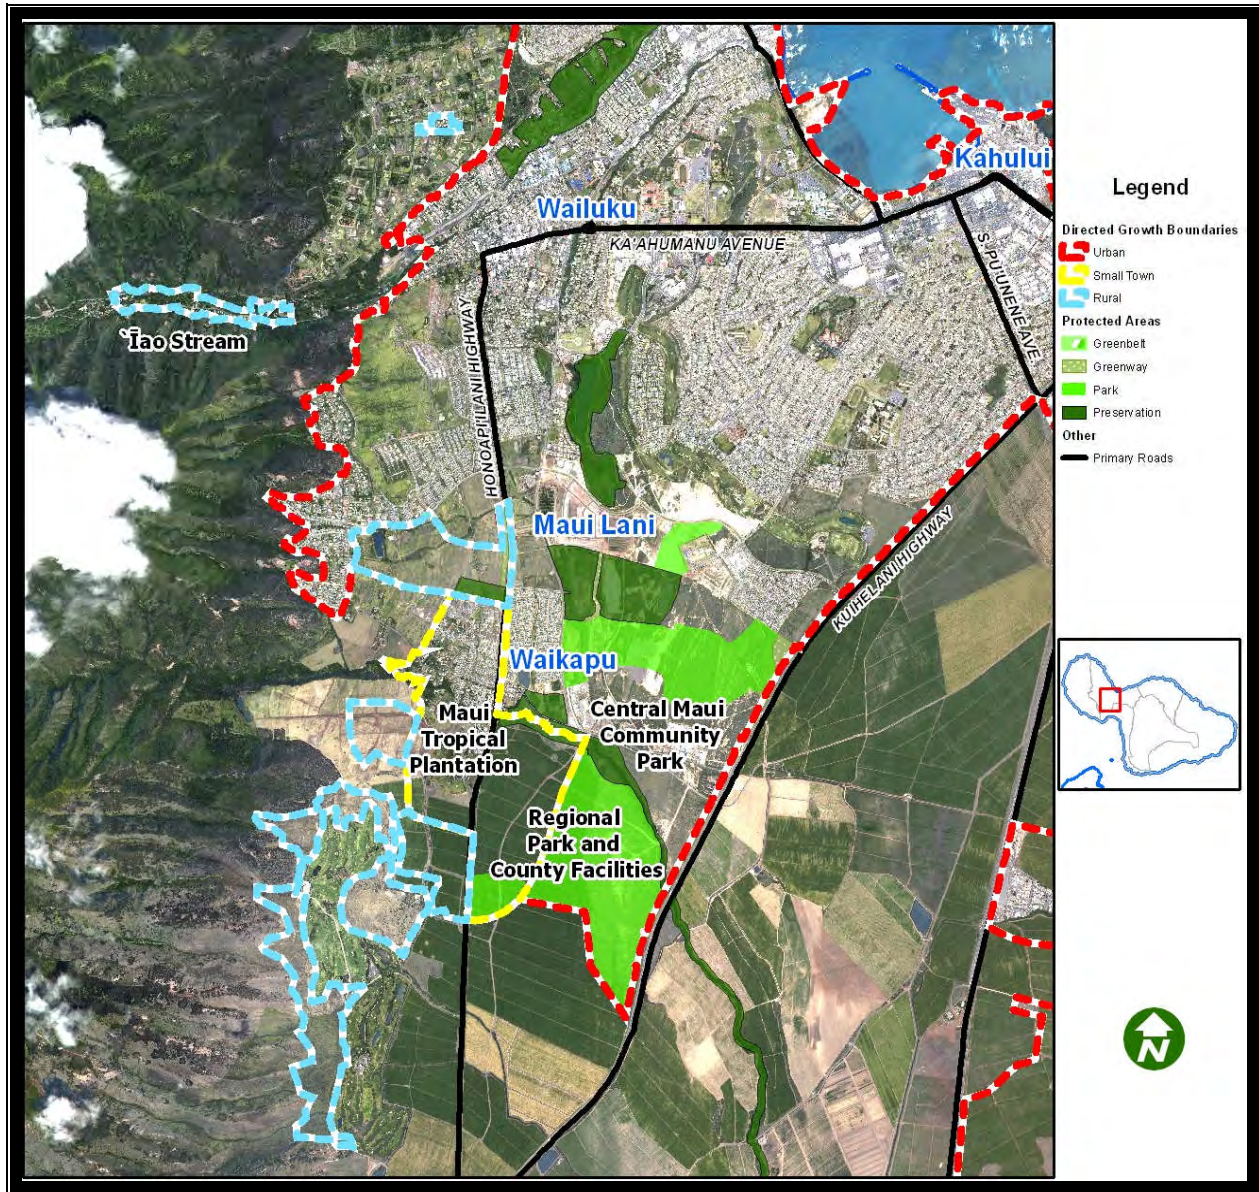 Kahului
Wailuku
KA'AHUMANU AVENUE
S. PU'UNENE AVE.
HONOAPI'ILANI HIGHWAY
`Īao Stream
Maui Lani
KUIHELANI HIGHWAY
Waikapu
Maui
Tropical
Plantation
Central Maui
Community
Park
Regional
Park and
County Facilities
Legend
Directed Growth Boundaries
Urban
Small Town
Rural
Protected Areas
Greenbelt
Greenway
Park
Preservation
Other
Primary Roads
N